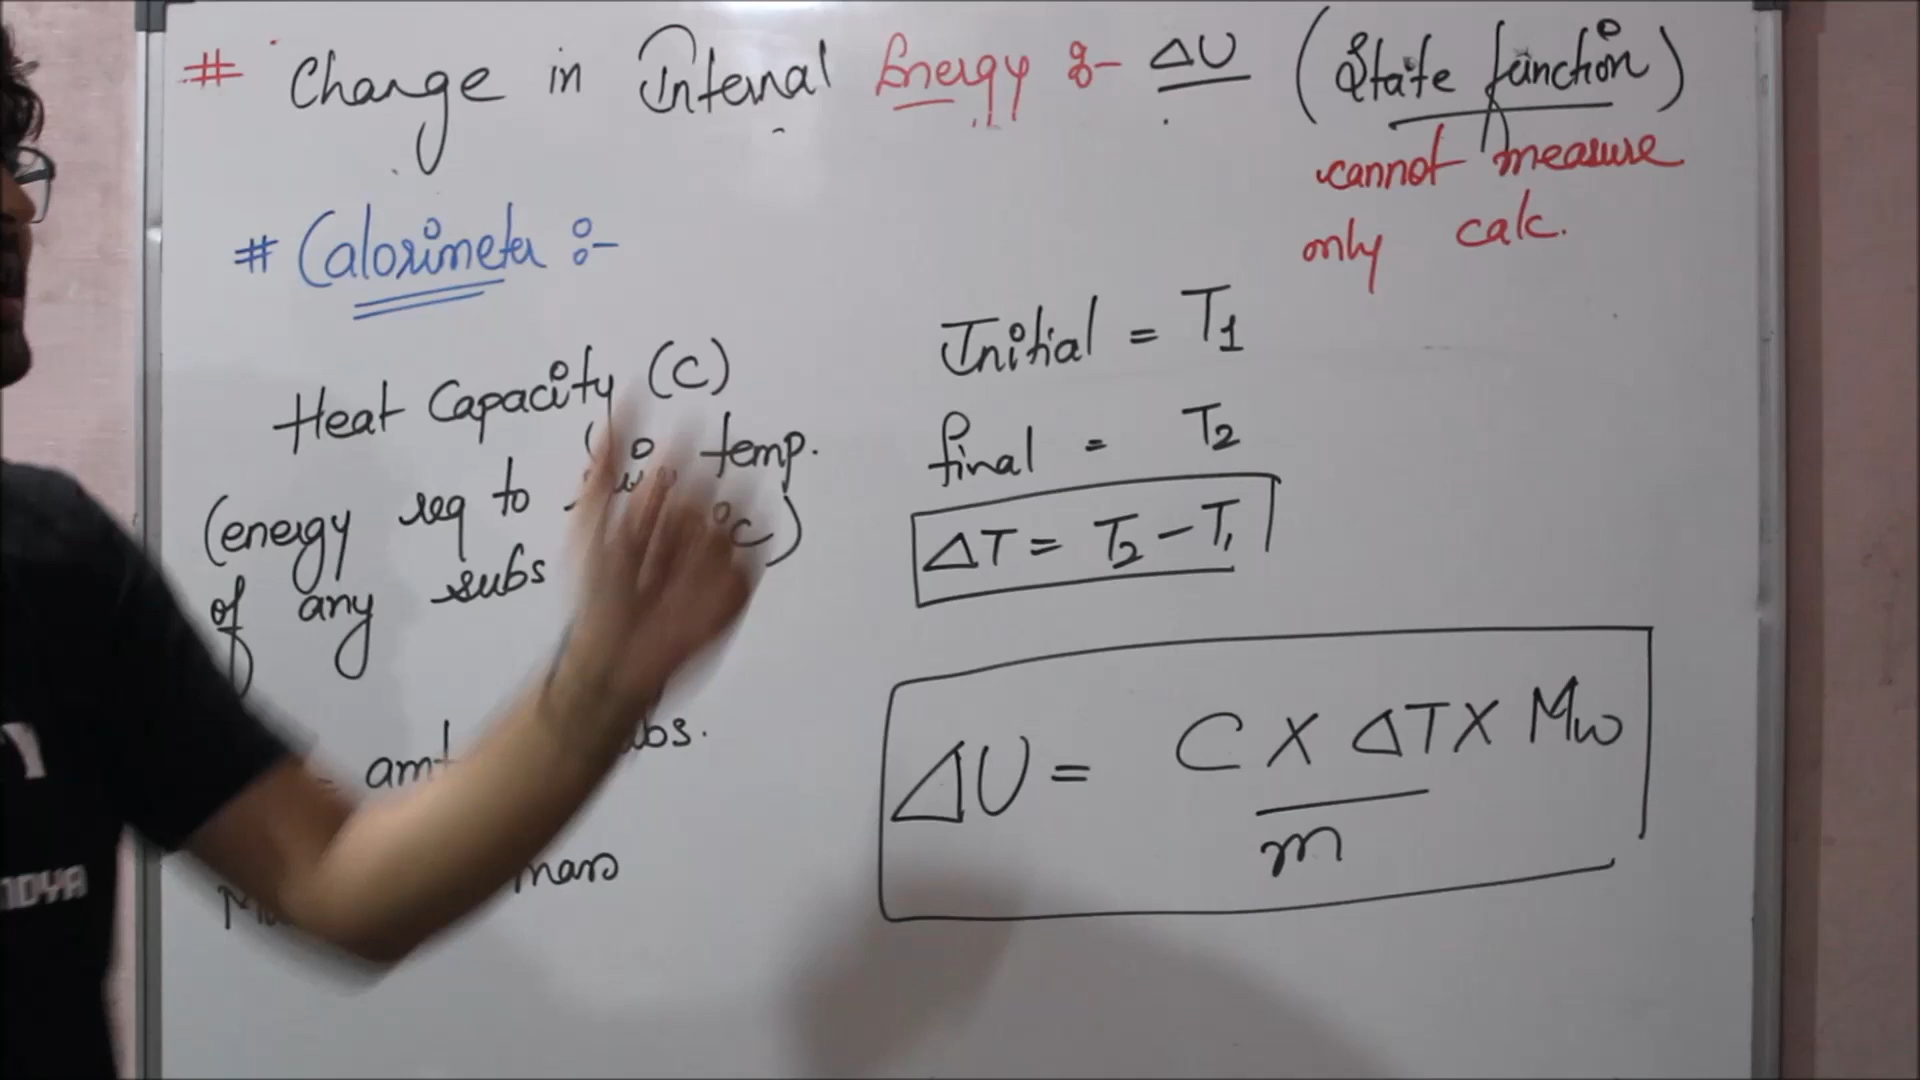 # Change in Internal Energy :- ΔU (State function)
cannot measure
only calc.
# Calorimeter :-
Heat Capacity (C)
(energy req to temp.
of any subs °C)
amt
mass
Initial = T1
final = T2
ΔT = T2 - T1
ΔU = C X ΔT X Mw
m